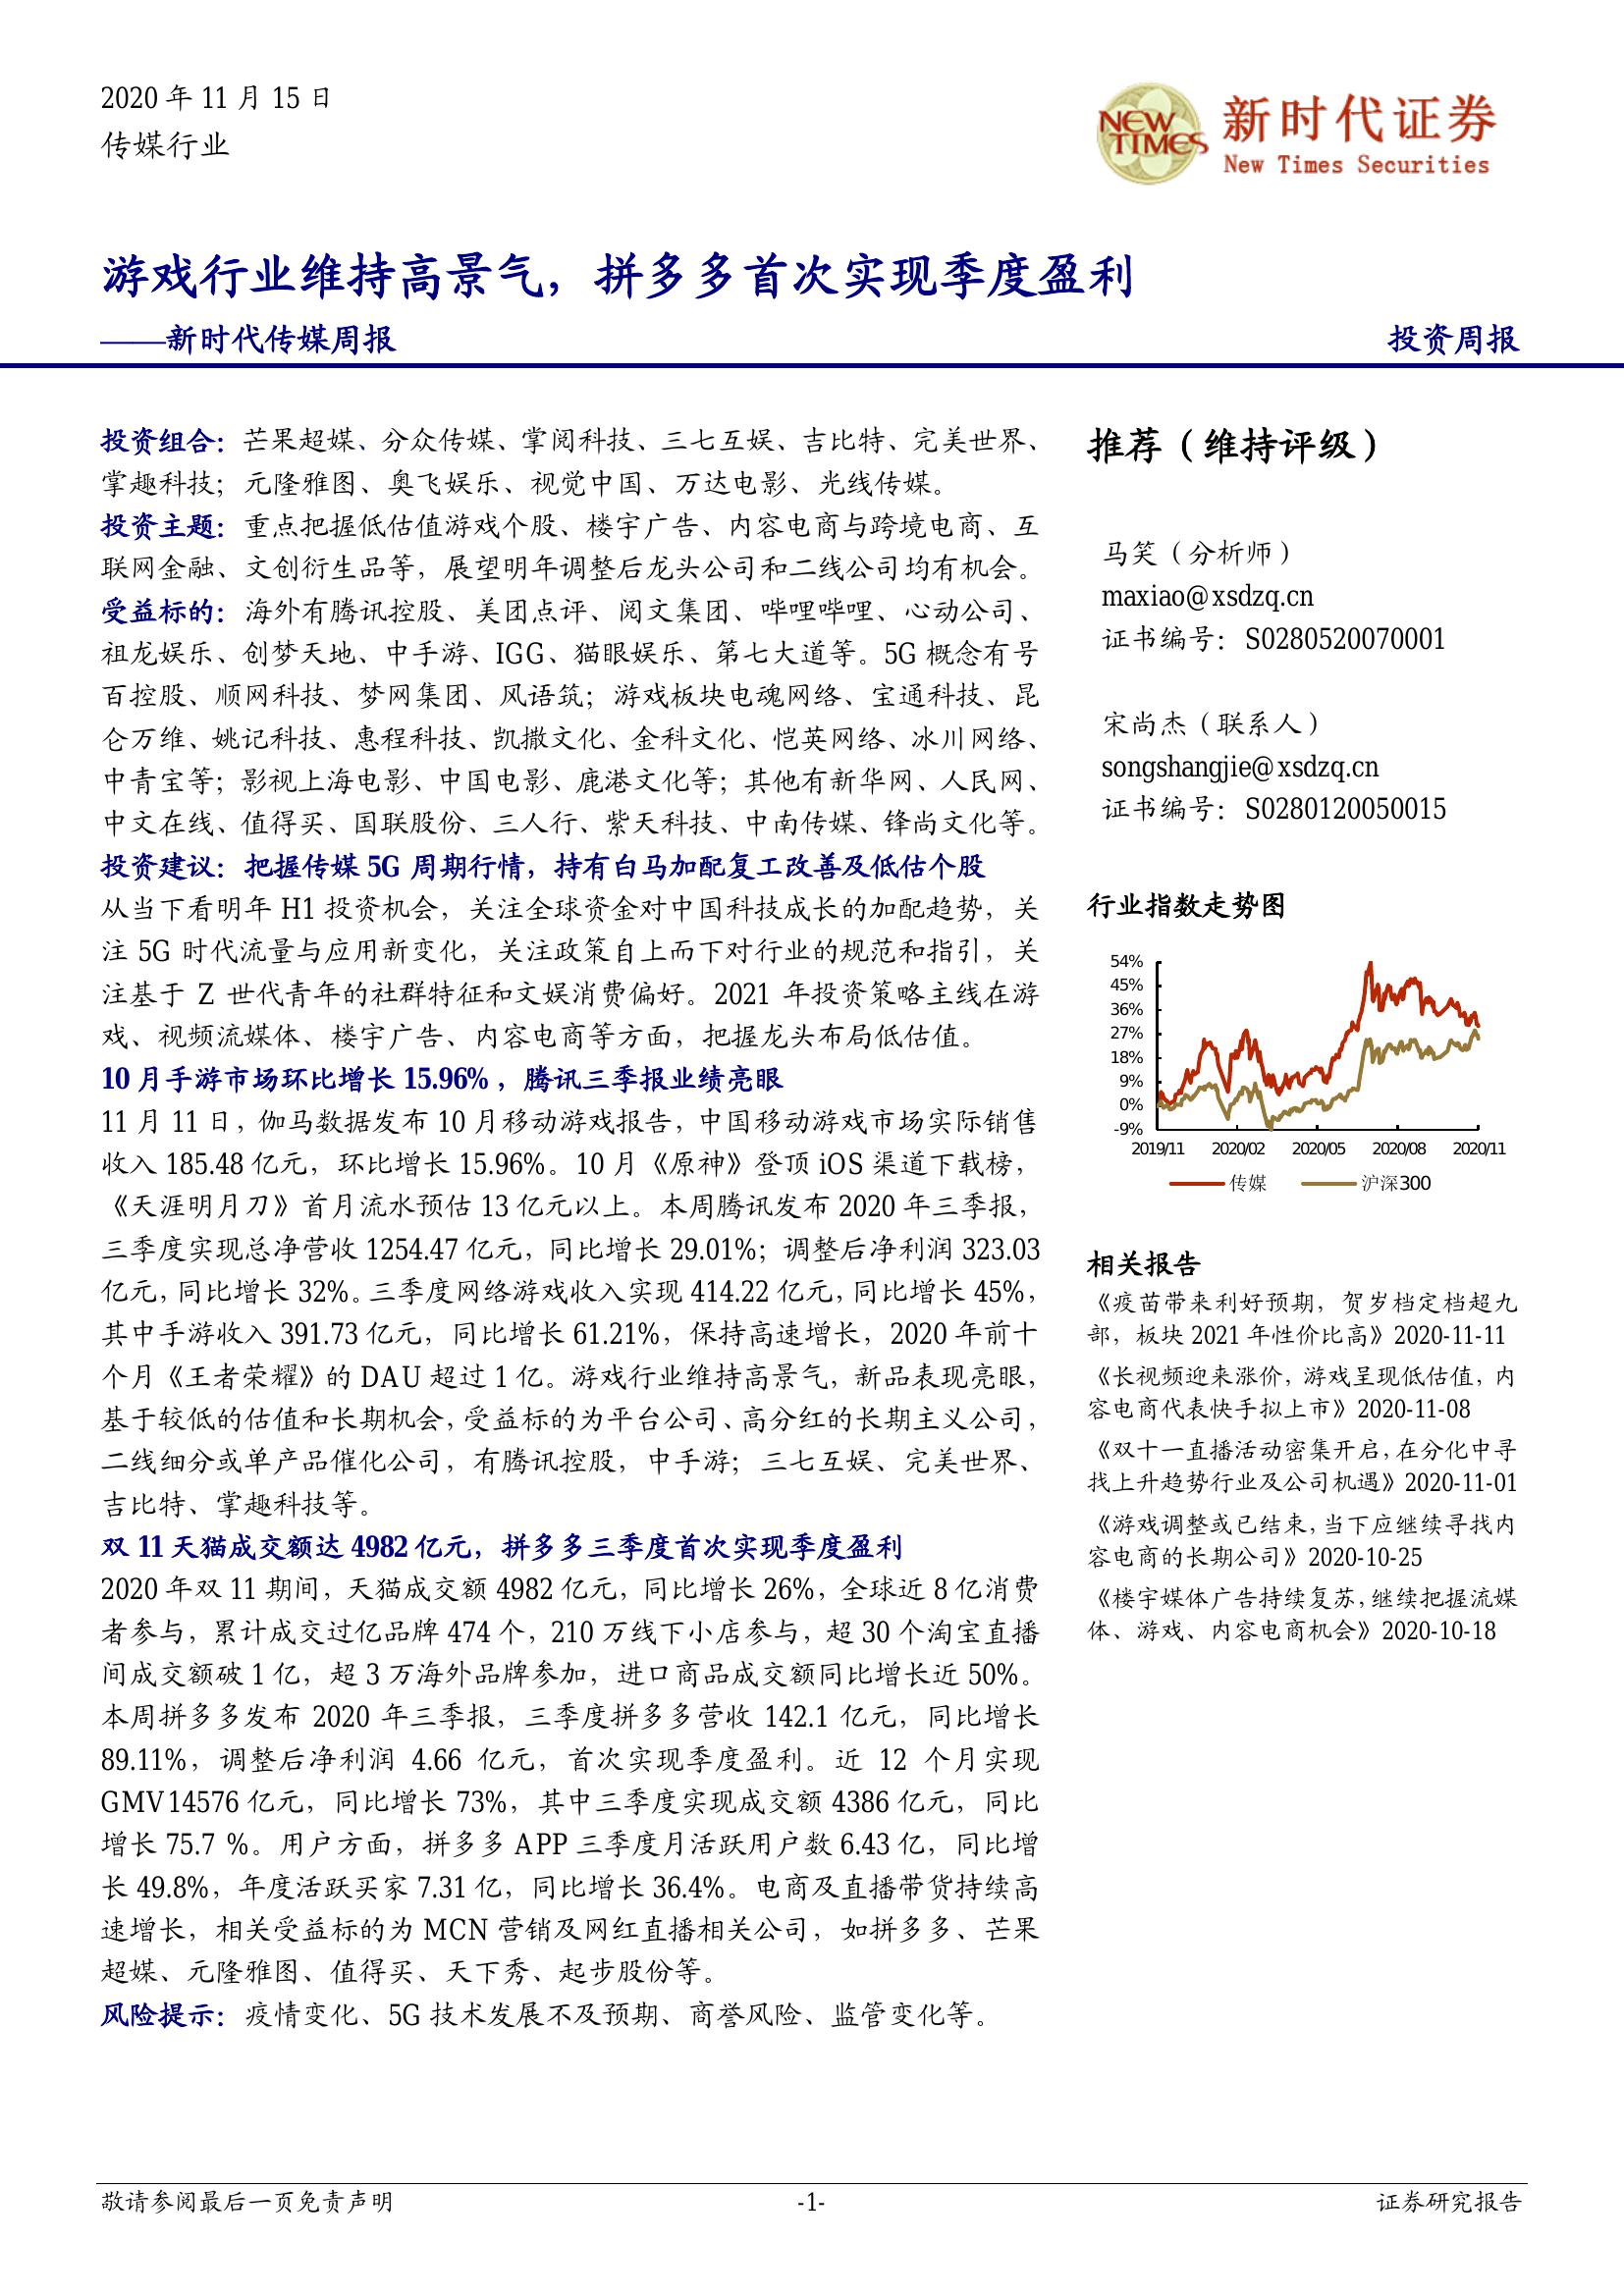 2020 年 11 月 15 日
传媒行业
NEW TIMES
新时代证券
New Times Securities
游戏行业维持高景气，拼多多首次实现季度盈利
——新时代传媒周报
投资周报
投资组合：芒果超媒、分众传媒、掌阅科技、三七互娱、吉比特、完美世界、
掌趣科技；元隆雅图、奥飞娱乐、视觉中国、万达电影、光线传媒。
投资主题：重点把握低估值游戏个股、楼宇广告、内容电商与跨境电商、互
联网金融、文创衍生品等，展望明年调整后龙头公司和二线公司均有机会。
受益标的：海外有腾讯控股、美团点评、阅文集团、哔哩哔哩、心动公司、
祖龙娱乐、创梦天地、中手游、IGG、猫眼娱乐、第七大道等。5G 概念有号
百控股、顺网科技、梦网集团、风语筑；游戏板块电魂网络、宝通科技、昆
仑万维、姚记科技、惠程科技、凯撒文化、金科文化、恺英网络、冰川网络、
中青宝等；影视上海电影、中国电影、鹿港文化等；其他有新华网、人民网、
中文在线、值得买、国联股份、三人行、紫天科技、中南传媒、锋尚文化等。
投资建议：把握传媒 5G 周期行情，持有白马加配复工改善及低估个股
从当下看明年 H1 投资机会，关注全球资金对中国科技成长的加配趋势，关
注 5G 时代流量与应用新变化，关注政策自上而下对行业的规范和指引，关
注基于 Z 世代青年的社群特征和文娱消费偏好。2021 年投资策略主线在游
戏、视频流媒体、楼宇广告、内容电商等方面，把握龙头布局低估值。
10 月手游市场环比增长 15.96%，腾讯三季报业绩亮眼
11 月 11 日，伽马数据发布 10 月移动游戏报告，中国移动游戏市场实际销售
收入 185.48 亿元，环比增长 15.96%。10 月《原神》登顶 iOS 渠道下载榜，
《天涯明月刀》首月流水预估 13 亿元以上。本周腾讯发布 2020 年三季报，
三季度实现总净营收 1254.47 亿元，同比增长 29.01%；调整后净利润 323.03
亿元，同比增长 32%。三季度网络游戏收入实现 414.22 亿元，同比增长 45%，
其中手游收入 391.73 亿元，同比增长 61.21%，保持高速增长，2020 年前十
个月《王者荣耀》的 DAU 超过 1 亿。游戏行业维持高景气，新品表现亮眼，
基于较低的估值和长期机会，受益标的为平台公司、高分红的长期主义公司，
二线细分或单产品催化公司，有腾讯控股，中手游；三七互娱、完美世界、
吉比特、掌趣科技等。
双 11 天猫成交额达 4982 亿元，拼多多三季度首次实现季度盈利
2020 年双 11 期间，天猫成交额 4982 亿元，同比增长 26%，全球近 8 亿消费
者参与，累计成交过亿品牌 474 个，210 万线下小店参与，超 30 个淘宝直播
间成交额破 1 亿，超 3 万海外品牌参加，进口商品成交额同比增长近 50%。
本周拼多多发布 2020 年三季报，三季度拼多多营收 142.1 亿元，同比增长
89.11%，调整后净利润 4.66 亿元，首次实现季度盈利。近 12 个月实现
GMV14576 亿元，同比增长 73%，其中三季度实现成交额 4386 亿元，同比
增长 75.7 %。用户方面，拼多多 APP 三季度月活跃用户数 6.43 亿，同比增
长 49.8%，年度活跃买家 7.31 亿，同比增长 36.4%。电商及直播带货持续高
速增长，相关受益标的为 MCN 营销及网红直播相关公司，如拼多多、芒果
超媒、元隆雅图、值得买、天下秀、起步股份等。
风险提示：疫情变化、5G 技术发展不及预期、商誉风险、监管变化等。
推荐（维持评级）
马笑（分析师）
maxiao@xsdzq.cn
证书编号：S0280520070001
宋尚杰（联系人）
songshangjie@xsdzq.cn
证书编号：S0280120050015
行业指数走势图
54%
45%
36%
27%
18%
9%
0%
-9%
2019/11 2020/02 2020/05 2020/08 2020/11
传媒 沪深300
相关报告
《疫苗带来利好预期，贺岁档定档超九
部，板块 2021 年性价比高》2020-11-11
《长视频迎来涨价，游戏呈现低估值，内
容电商代表快手拟上市》2020-11-08
《双十一直播活动密集开启，在分化中寻
找上升趋势行业及公司机遇》2020-11-01
《游戏调整或已结束，当下应继续寻找内
容电商的长期公司》2020-10-25
《楼宇媒体广告持续复苏，继续把握流媒
体、游戏、内容电商机会》2020-10-18
敬请参阅最后一页免责声明
-1-
证券研究报告